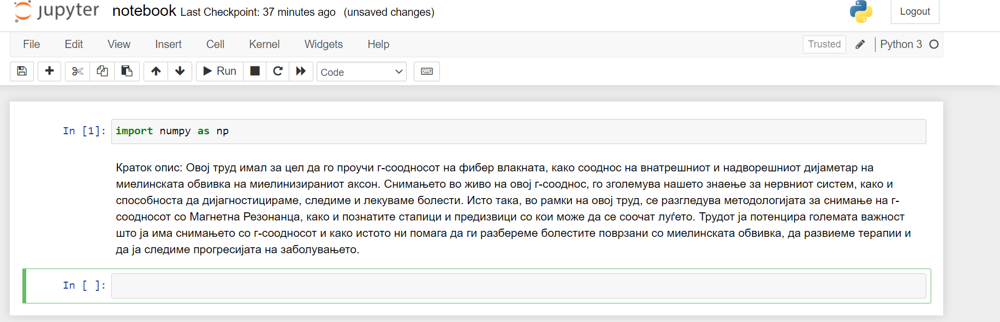 jupyter notebook Last Checkpoint: 37 minutes ago (unsaved changes) Logout
File Edit View Insert Cell Kernel Widgets Help Trusted Python 3
Run Code
In [1]: import numpy as np
Краток опис: Овој труд имал за цел да го проучи г-соодносот на фибер влакната, како сооднос на внатрешниот и надворешниот дијаметар на
миелинската обвивка на миелинизираниот аксон. Снимањето во живо на овој г-сооднос, го зголемува нашето знаење за нервниот систем, како и
способноста да дијагностицираме, следиме и лекуваме болести. Исто така, во рамки на овој труд, се разгледува методологијата за снимање на г-
соодносот со Магнетна Резонанца, како и познатите стапици и предизвици со кои може да се соочат луѓето. Трудот ја потенцира големата важност
што ја има снимањето со г-соодносот и како истото ни помага да ги разбереме болестите поврзани со миелинската обвивка, да развиеме терапии и
да ја следиме прогресијата на заболувањето.
In [ ]: